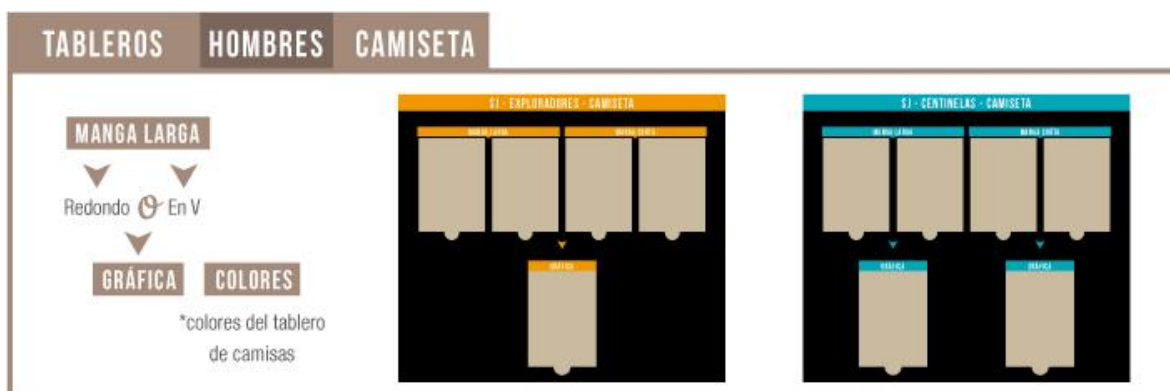 TABLEROS HOMBRES CAMISETA
MANGA LARGA
Redondo O En V
GRÁFICA COLORES
*colores del tablero
de camisas
SJ - EXPLORADORES - CAMISETA
MANGA LARGA MANGA CORTA
GRÁFICA
SJ - CENTINELAS - CAMISETA
MANGA LARGA MANGA CORTA
GRÁFICA GRÁFICA